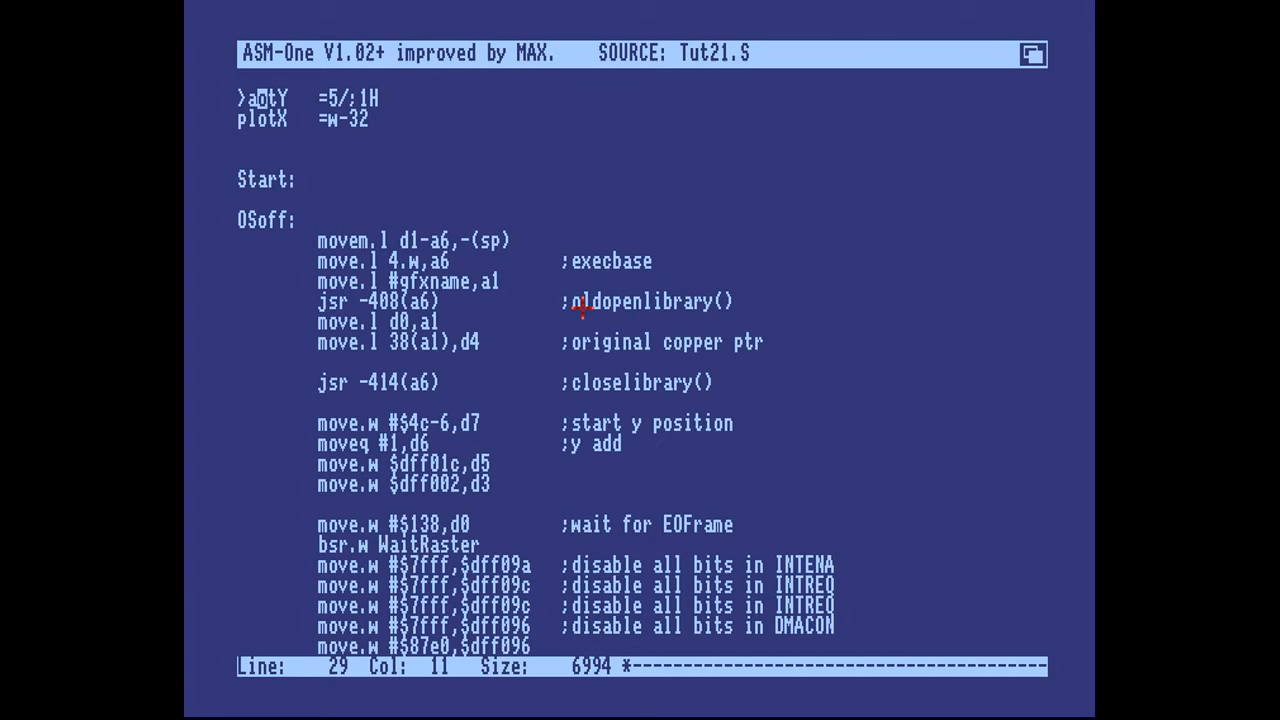 ASM-One V1.02+ improved by MAX. SOURCE: Tut21.S
>aotY =5/;1H
plotX =w-32
Start:
OSoff:
movem.l d1-a6,-(sp)
move.l 4.w,a6 ;execbase
move.l #gfxname,a1
jsr -408(a6) ;oldopenlibrary()
move.l d0,a1
move.l 38(a1),d4 ;original copper ptr
jsr -414(a6) ;closelibrary()
move.w #$4c-6,d7 ;start y position
moveq #1,d6 ;y add
move.w $dff01c,d5
move.w $dff002,d3
move.w #$138,d0 ;wait for EOFrame
bsr.w WaitRaster
move.w #$7fff,$dff09a ;disable all bits in INTENA
move.w #$7fff,$dff09c ;disable all bits in INTREQ
move.w #$7fff,$dff09c ;disable all bits in INTREQ
move.w #$7fff,$dff096 ;disable all bits in DMACON
move.w #$87e0,$dff096
Line: 29 Col: 11 Size: 6994 *-----------------------------------------